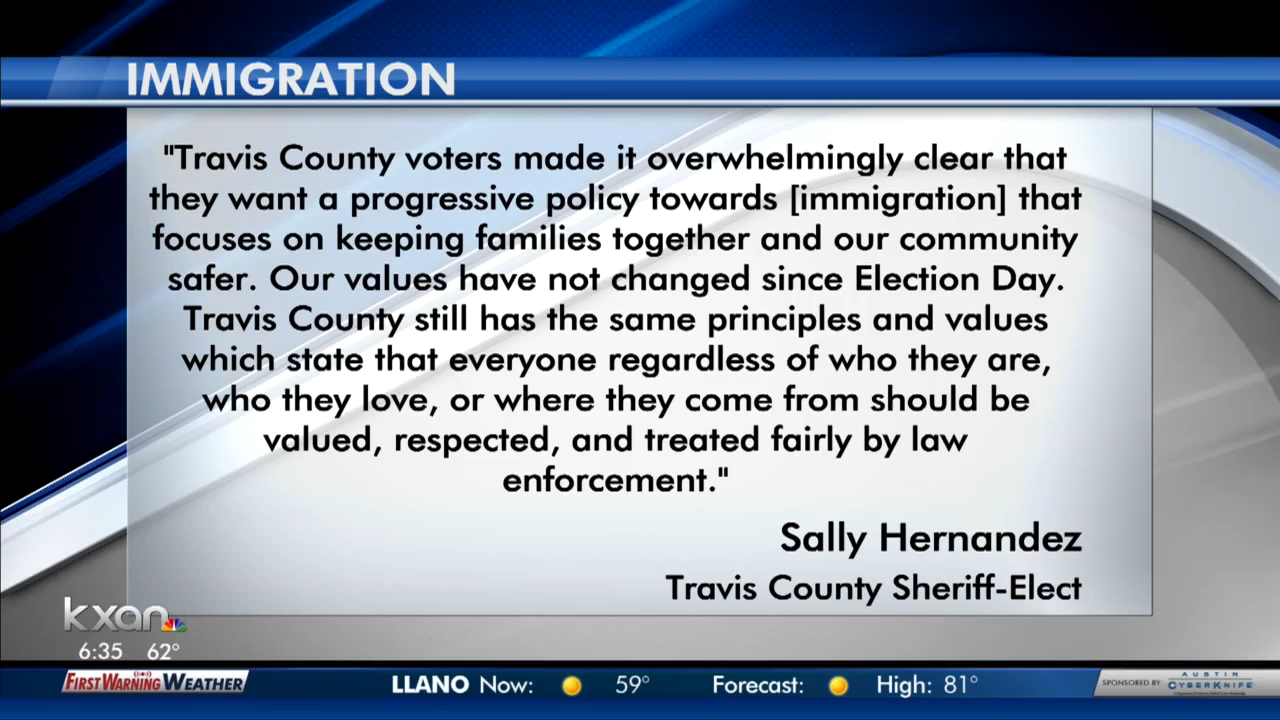 IMMIGRATION
"Travis County voters made it overwhelmingly clear that
they want a progressive policy towards [immigration] that
focuses on keeping families together and our community
safer. Our values have not changed since Election Day.
Travis County still has the same principles and values
which state that everyone regardless of who they are,
who they love, or where they come from should be
valued, respected, and treated fairly by law
enforcement."
Sally Hernandez
Travis County Sheriff-Elect
kxan
6:35 62°
FIRST WARNING WEATHER
LLANO Now: 59° Forecast: High: 81°
SPONSORED BY
AUSTIN
CYBERKNIFE